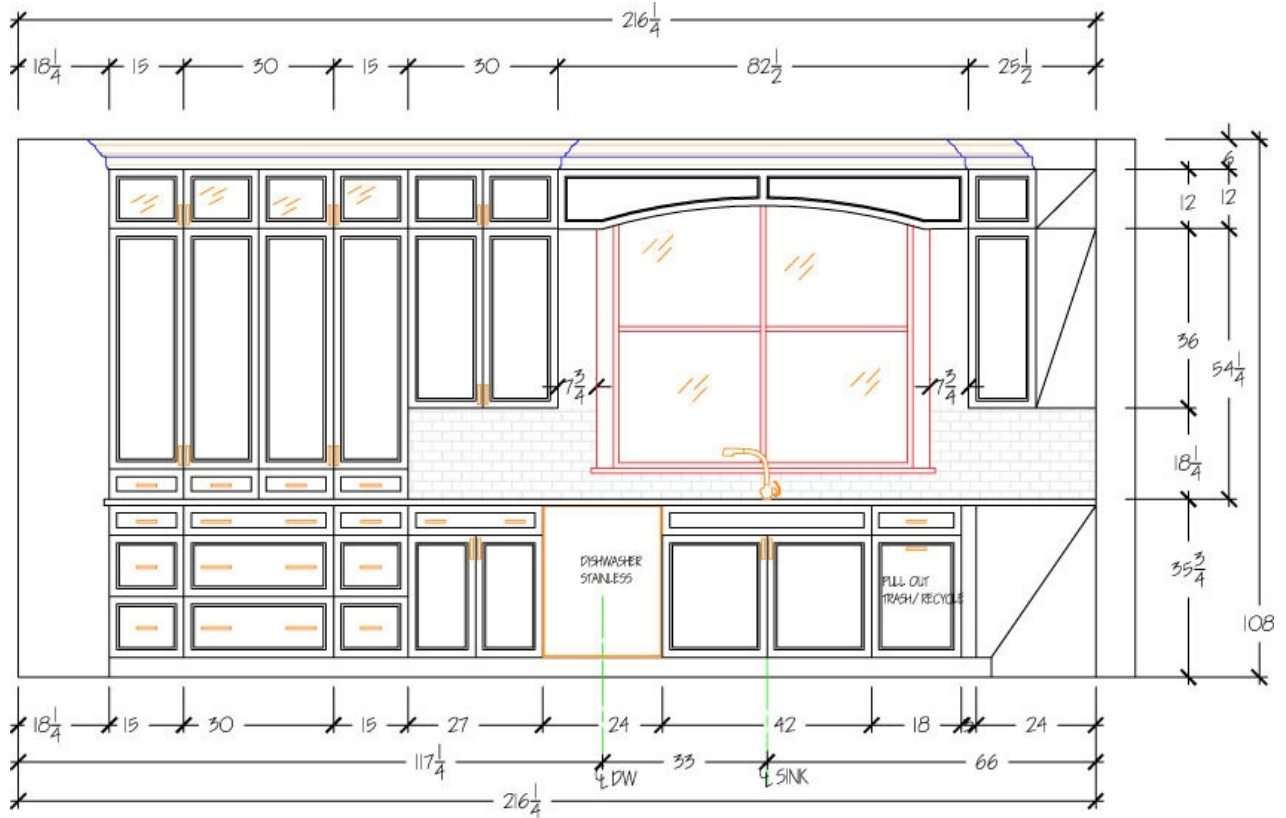 216 1/4
18 1/4 15 30 15 30 82 1/2 25 1/2
6
12 12
36
54 1/4
7 3/4 7 3/4
18 1/4
DISHWASHER
STAINLESS
PULL OUT
TRASH/ RECYCLE
35 3/4
108
18 1/4 15 30 15 27 24 42 18 3 24
117 1/4 33 66
℄ DW ℄ SINK
216 1/4